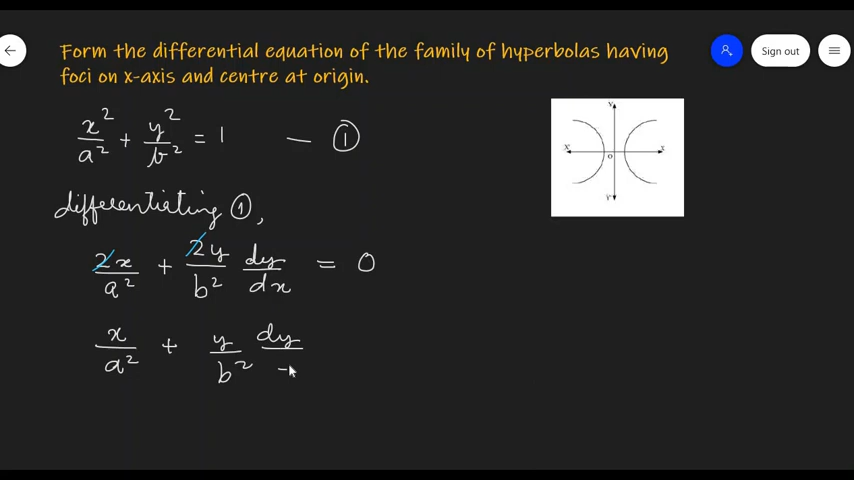 Form the differential equation of the family of hyperbolas having
foci on x-axis and centre at origin.
Sign out
x²/a² + y²/b² = 1 — ①
differentiating ①,
2x/a² + 2y/b² dy/dx = 0
x/a² + y/b² dy/
Y
X' O X
Y'